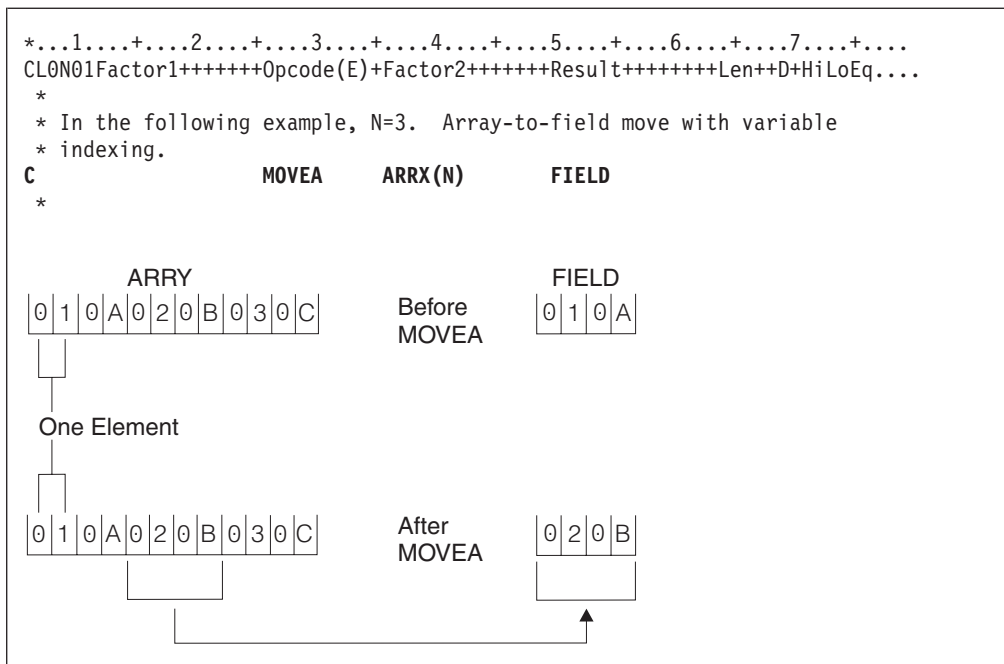 *...1....+....2....+....3....+....4....+....5....+....6....+....7....+....
CL0N01Factor1+++++++Opcode(E)+Factor2+++++++Result++++++++Len++D+HiLoEq....
*
* In the following example, N=3.  Array-to-field move with variable
* indexing.
C                   MOVEA     ARRX(N)       FIELD
*
ARRY FIELD
0 1 0 A 0 2 0 B 0 3 0 C Before 0 1 0 A
MOVEA
One Element
0 1 0 A 0 2 0 B 0 3 0 C After 0 2 0 B
MOVEA